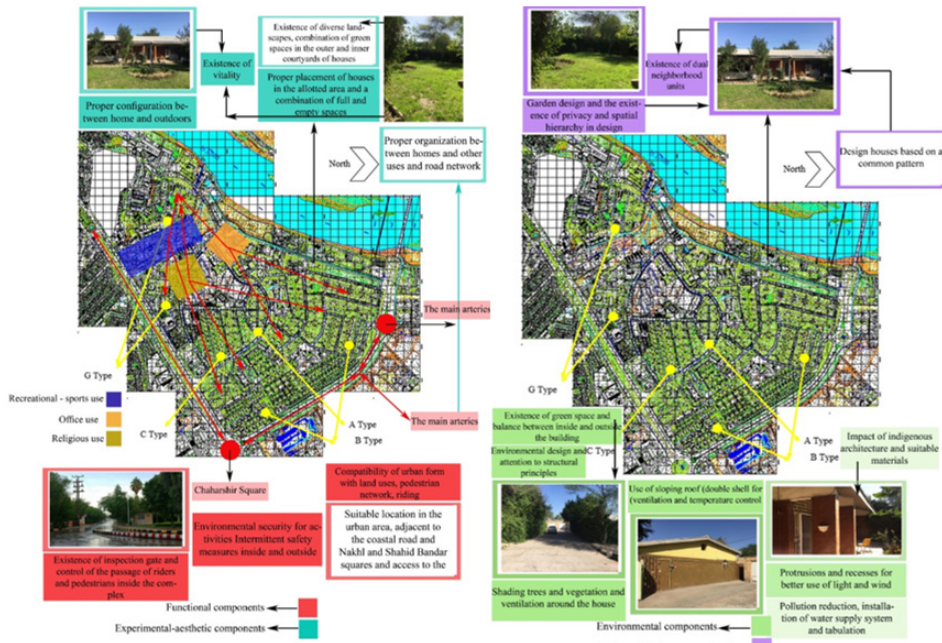 Existence of diverse land-
scapes, combination of green
spaces in the outer and inner
courtyards of houses
Existence of
vitality
Proper placement of houses
in the allotted area and a
combination of full and
empty spaces
Proper configuration be-
tween home and outdoors
North
Proper organization be-
tween homes and other
uses and road network
The main arteries
G Type
Recreational - sports use
Office use
Religious use
C Type
A Type
B Type
The main arteries
Chaharshir Square
Compatibility of urban form
with land uses, pedestrian
network, riding
Environmental security for ac-
tivities Intermittent safety
measures inside and outside
Suitable location in the
urban area, adjacent to
the coastal road and
Nakhl and Shahid Bandar
squares and access to the
Existence of inspection gate and
control of the passage of riders
and pedestrians inside the com-
plex
Functional components
Experimental-aesthetic components
Existence of dual
neighborhood
units
Garden design and the exist-
ence of privacy and spatial
hierarchy in design
North
Design houses based on a
common pattern
G Type
Existence of green space and
balance between inside and outside
the building
Environmental design and
attention to structural
principles
C Type
A Type
B Type
Impact of indigenous
architecture and suitable
materials
Use of sloping roof (double shell for
(ventilation and temperature control
Shading trees and vegetation and
ventilation around the house
Protrusions and recesses for
better use of light and wind
Pollution reduction, installation
of water supply system and
tabulation
Environmental components